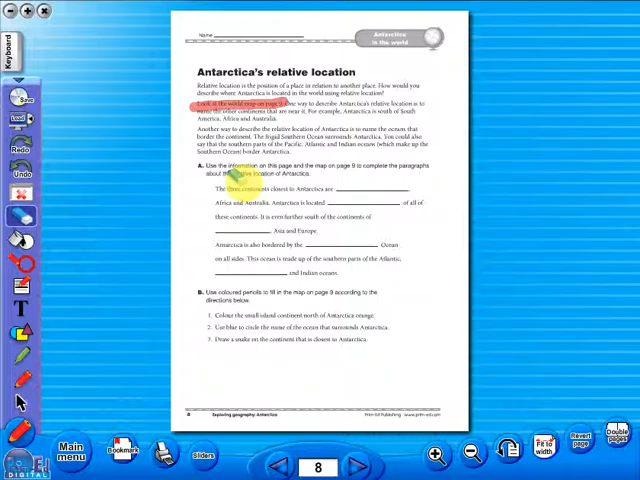 Keyboard
Save
Load
Redo
Undo
T
Name
Antarctica
in the world
Antarctica's relative location
Relative location is the position of a place in relation to another place. How would you
describe where Antarctica is located in the world using relative location?
Look at the world map on page 9. One way to describe Antarctica's relative location is to
name the other continents that are near it. For example, Antarctica is south of South
America, Africa and Australia.
Another way to describe the relative location of Antarctica is to name the oceans that
border the continent. The frigid Southern Ocean surrounds Antarctica. You could also
say that the southern parts of the Pacific, Atlantic and Indian oceans (which make up the
Southern Ocean) border Antarctica.
A. Use the information on this page and the map on page 9 to complete the paragraphs
about the relative location of Antarctica.
The three continents closest to Antarctica are
Africa and Australia. Antarctica is located of all of
these continents. It is even further south of the continents of
Asia and Europe.
Antarctica is also bordered by the Ocean
on all sides. This ocean is made up of the southern parts of the Atlantic,
and Indian oceans.
B. Use coloured pencils to fill in the map on page 9 according to the
directions below.
1. Colour the small island continent north of Antarctica orange.
2. Use blue to circle the name of the ocean that surrounds Antarctica.
3. Draw a snake on the continent that is closest to Antarctica.
8 Exploring geography: Antarctica Prim-Ed Publishing www.prim-ed.com
Main
menu
Bookmark
Sliders
8
Fit to
width
Revert
page
Double
pages
DIGITAL